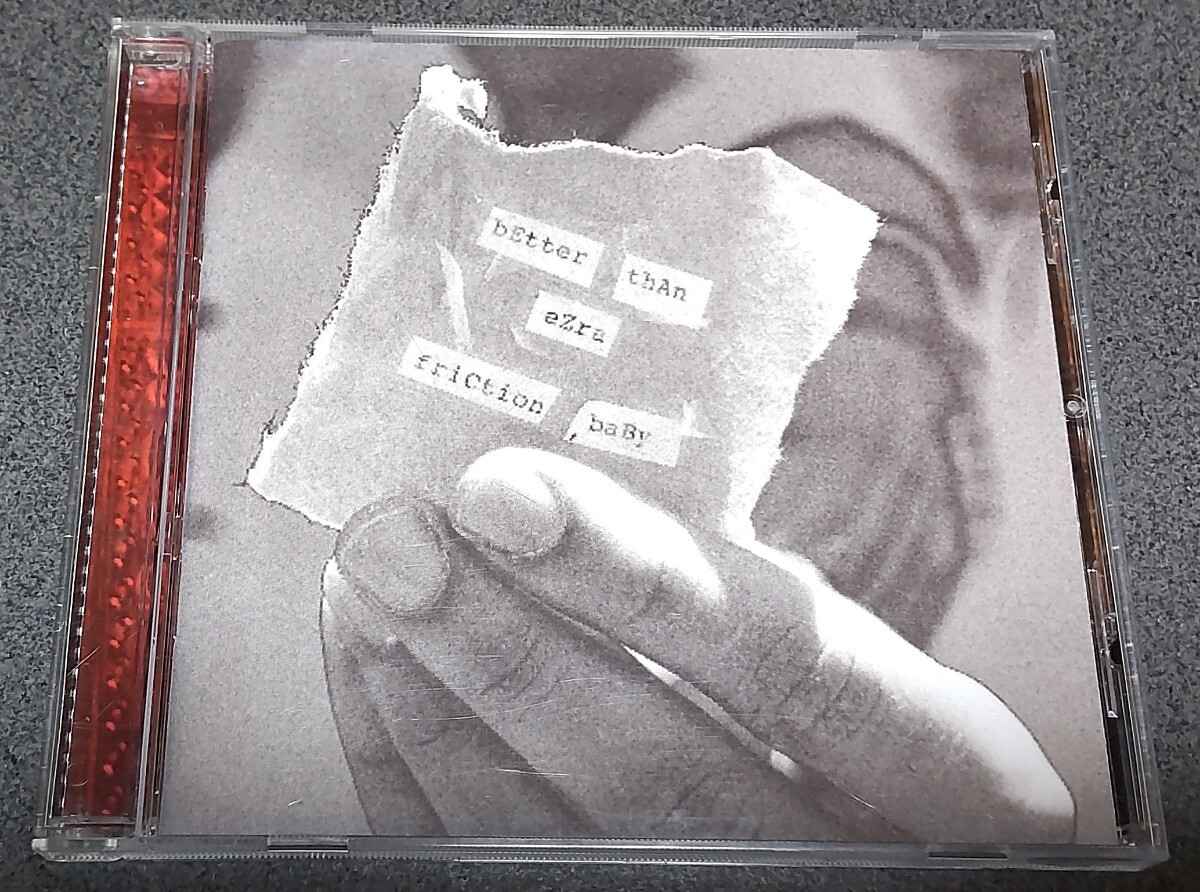 bEtter thAn
eZra
friCtion, baBy